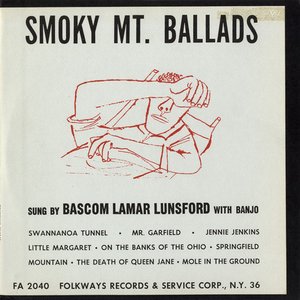 SMOKY MT. BALLADS
SUNG BY BASCOM LAMAR LUNSFORD WITH BANJO
SWANNANOA TUNNEL • MR. GARFIELD • JENNIE JENKINS
LITTLE MARGARET • ON THE BANKS OF THE OHIO • SPRINGFIELD
MOUNTAIN • THE DEATH OF QUEEN JANE • MOLE IN THE GROUND
FA 2040 FOLKWAYS RECORDS & SERVICE CORP., N.Y. 36